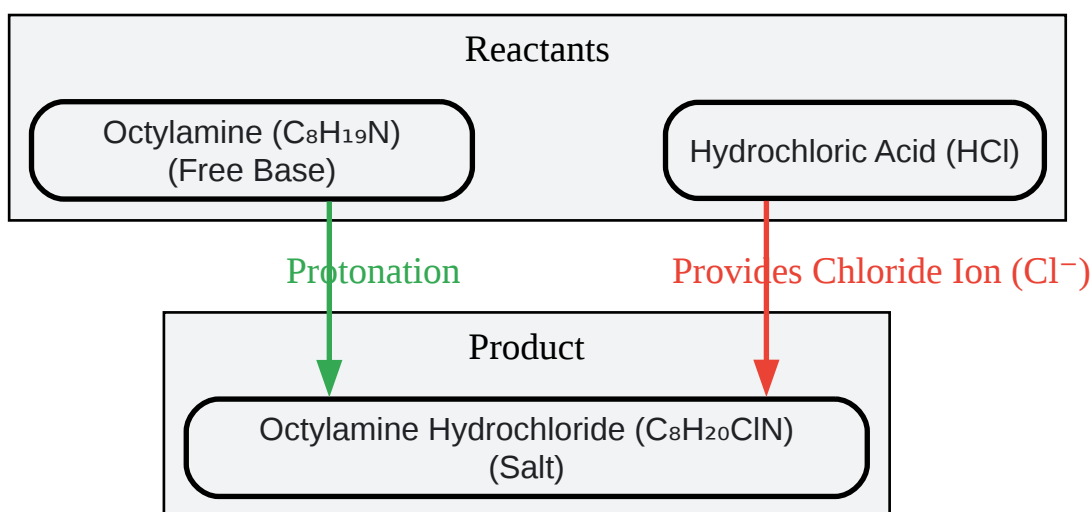 Reactants
Octylamine (C₈H₁₉N)
(Free Base)
Hydrochloric Acid (HCl)
Protonation
Provides Chloride Ion (Cl⁻)
Product
Octylamine Hydrochloride (C₈H₂₀ClN)
(Salt)